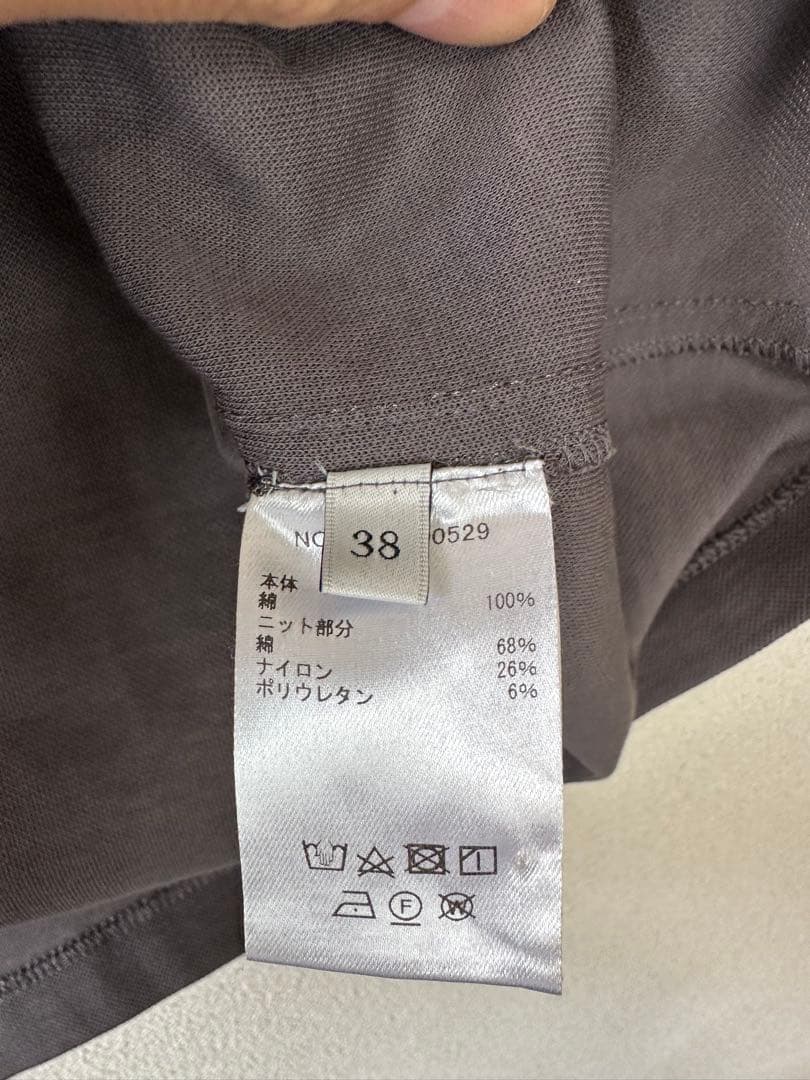 NO 0529
38
本体
綿 100%
ニット部分
綿 68%
ナイロン 26%
ポリウレタン 6%
F
W